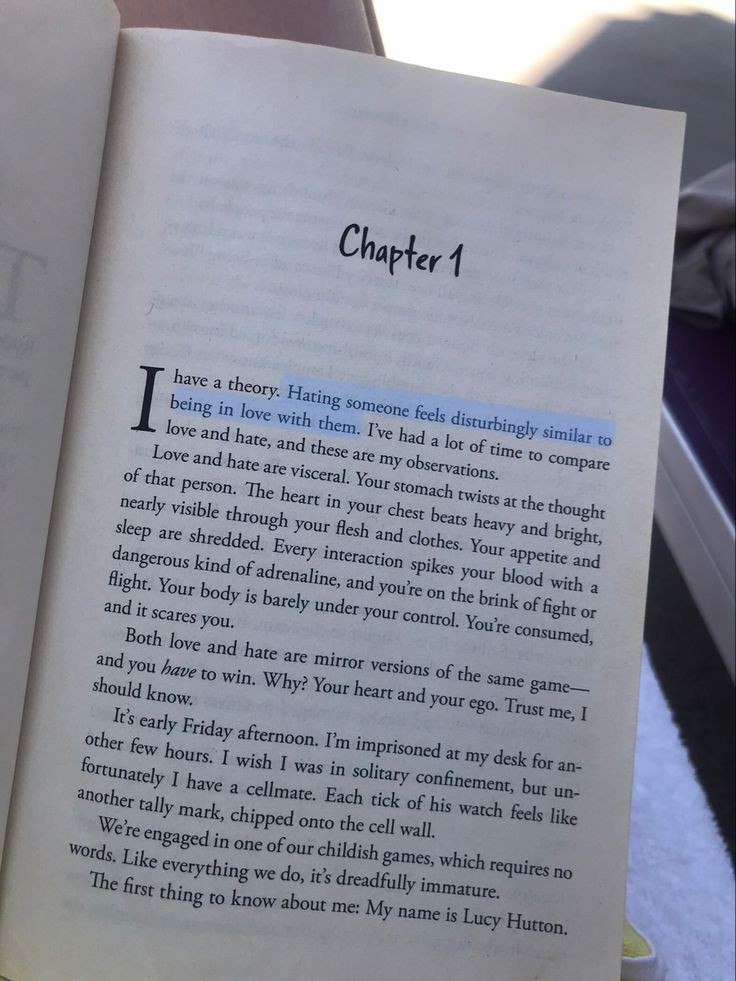 Chapter 1
I have a theory. Hating someone feels disturbingly similar to
being in love with them. I've had a lot of time to compare
love and hate, and these are my observations.
Love and hate are visceral. Your stomach twists at the thought
of that person. The heart in your chest beats heavy and bright,
nearly visible through your flesh and clothes. Your appetite and
sleep are shredded. Every interaction spikes your blood with a
dangerous kind of adrenaline, and you're on the brink of fight or
flight. Your body is barely under your control. You're consumed,
and it scares you.
Both love and hate are mirror versions of the same game—
and you have to win. Why? Your heart and your ego. Trust me, I
should know.
It's early Friday afternoon. I'm imprisoned at my desk for an-
other few hours. I wish I was in solitary confinement, but un-
fortunately I have a cellmate. Each tick of his watch feels like
another tally mark, chipped onto the cell wall.
We're engaged in one of our childish games, which requires no
words. Like everything we do, it's dreadfully immature.
The first thing to know about me: My name is Lucy Hutton.